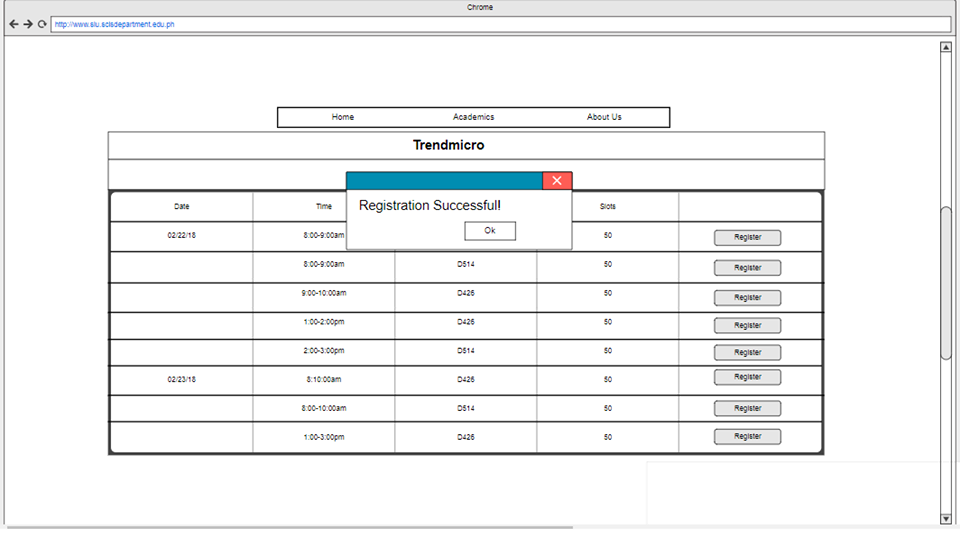 Chrome
http://www.slu.scisdepartment.edu.ph
Home Academics About Us
Trendmicro
Registration Successful!
Ok
Date Time Slots
02/22/18 8:00-9:00am 50 Register
8:00-9:00am D514 50 Register
9:00-10:00am D426 50 Register
1:00-2:00pm D426 50 Register
2:00-3:00pm D514 50 Register
02/23/18 8:10:00am D426 50 Register
8:00-10:00am D514 50 Register
1:00-3:00pm D426 50 Register